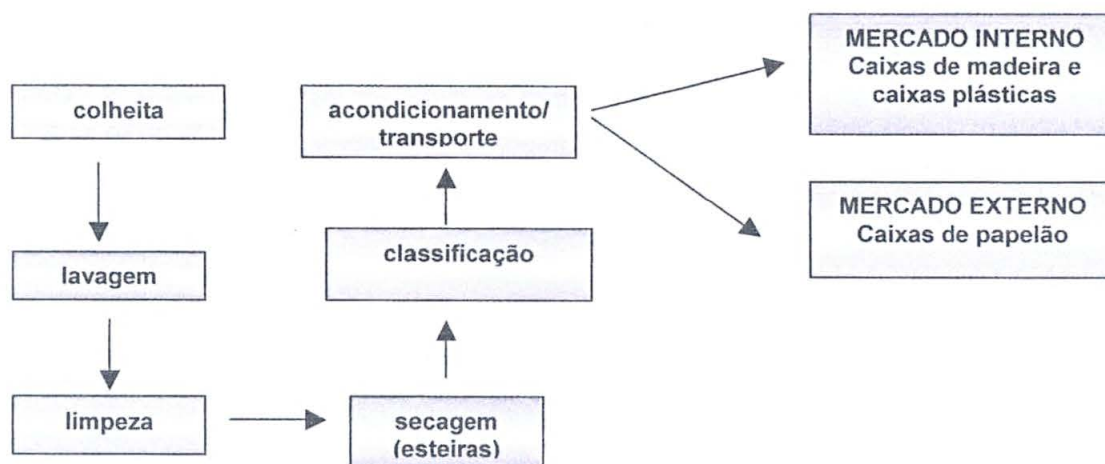 colheita
lavagem
limpeza
secagem
(esteiras)
classificação
acondicionamento/
transporte
MERCADO INTERNO
Caixas de madeira e
caixas plásticas
MERCADO EXTERNO
Caixas de papelão